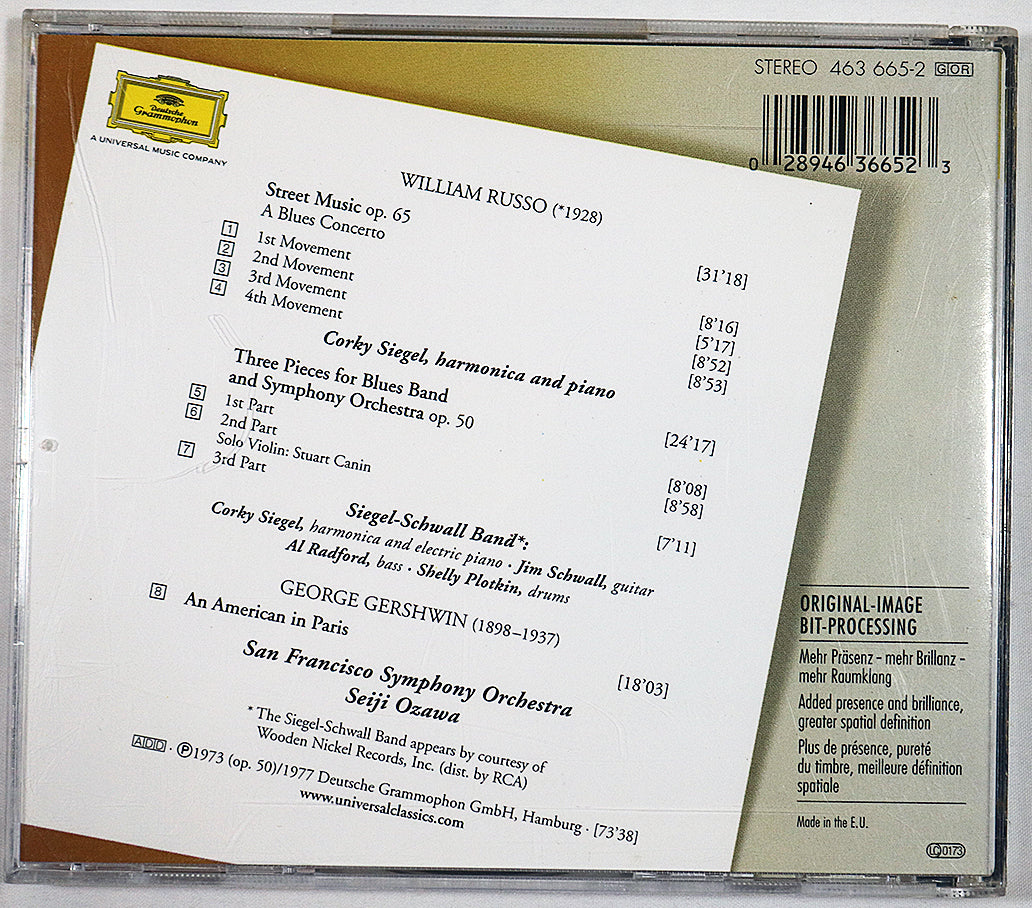 STEREO 463 665-2 GOR
0 28946 36652 3
Deutsche
Grammophon
A UNIVERSAL MUSIC COMPANY
WILLIAM RUSSO (*1928)
Street Music op. 65 [31'18]
A Blues Concerto
1 1st Movement [8'16]
2 2nd Movement [5'17]
3 3rd Movement [8'52]
4 4th Movement [8'53]
Corky Siegel, harmonica and piano
Three Pieces for Blues Band
and Symphony Orchestra op. 50 [24'17]
5 1st Part [8'08]
6 2nd Part [8'58]
Solo Violin: Stuart Canin
7 3rd Part [7'11]
Siegel-Schwall Band*:
Corky Siegel, harmonica and electric piano · Jim Schwall, guitar
Al Radford, bass · Shelly Plotkin, drums
GEORGE GERSHWIN (1898–1937)
8 An American in Paris [18'03]
San Francisco Symphony Orchestra
Seiji Ozawa
* The Siegel-Schwall Band appears by courtesy of
Wooden Nickel Records, Inc. (dist. by RCA)
ADD · ℗1973 (op. 50)/1977 Deutsche Grammophon GmbH, Hamburg · [73'38]
www.universalclassics.com
ORIGINAL-IMAGE
BIT-PROCESSING
Mehr Präsenz – mehr Brillanz –
mehr Raumklang
Added presence and brilliance,
greater spatial definition
Plus de présence, pureté
du timbre, meilleure définition
spatiale
Made in the E.U.
LC 0173